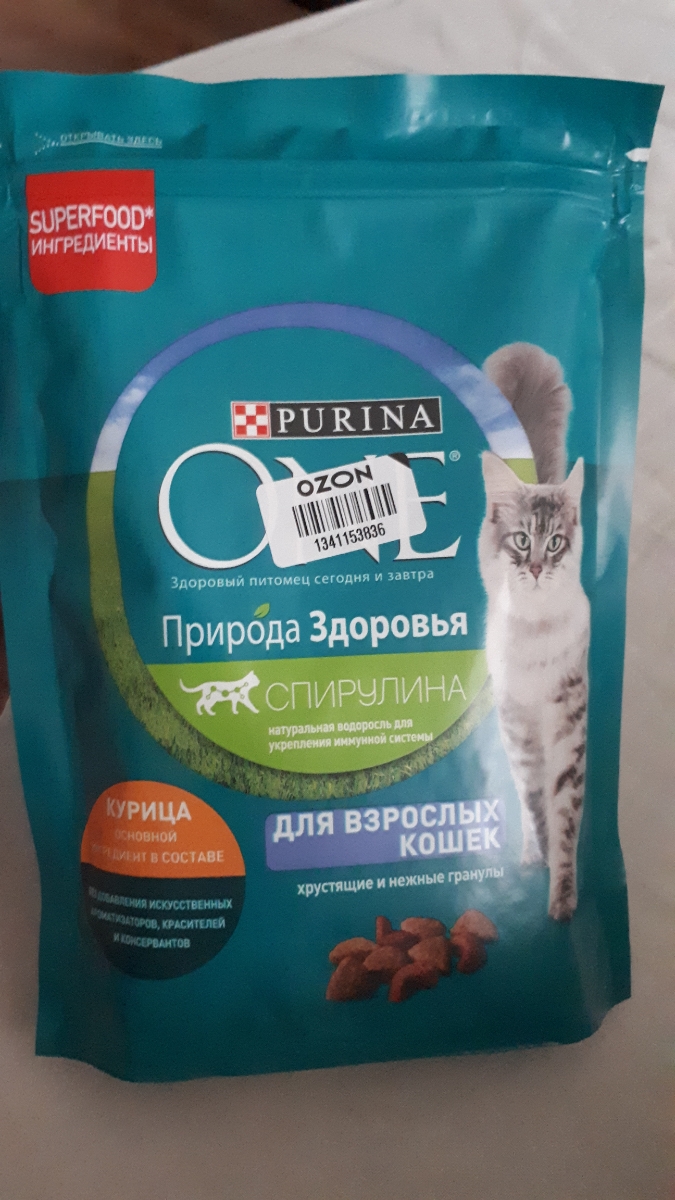 ОТКРЫВАТЬ ЗДЕСЬ
SUPERFOOD*
ИНГРЕДИЕНТЫ
PURINA
ONE®
OZON
1341153836
Здоровый питомец сегодня и завтра
Природа Здоровья
СПИРУЛИНА
натуральная водоросль для
укрепления иммунной системы
КУРИЦА
ОСНОВНОЙ
ИНГРЕДИЕНТ В СОСТАВЕ
БЕЗ ДОБАВЛЕНИЯ ИСКУССТВЕННЫХ
АРОМАТИЗАТОРОВ, КРАСИТЕЛЕЙ
И КОНСЕРВАНТОВ
ДЛЯ ВЗРОСЛЫХ
КОШЕК
хрустящие и нежные гранулы